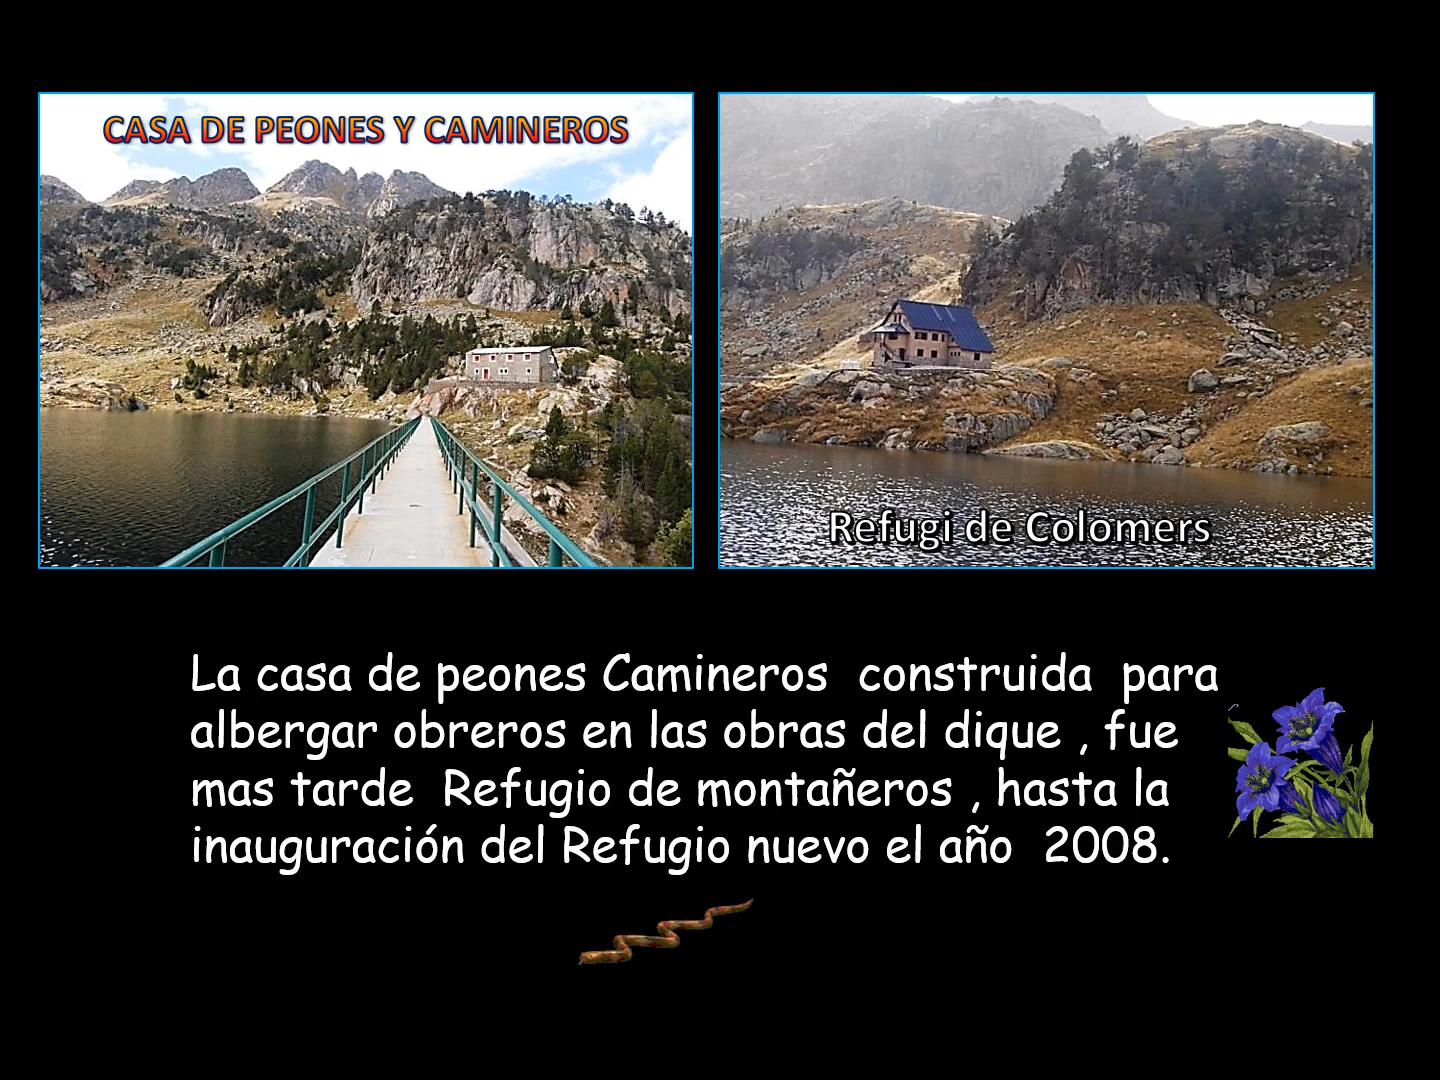 CASA DE PEONES Y CAMINEROS
Refugi de Colomers
La casa de peones Camineros  construida  para
albergar obreros en las obras del dique , fue
mas tarde  Refugio de montañeros , hasta la
inauguración del Refugio nuevo el año  2008.